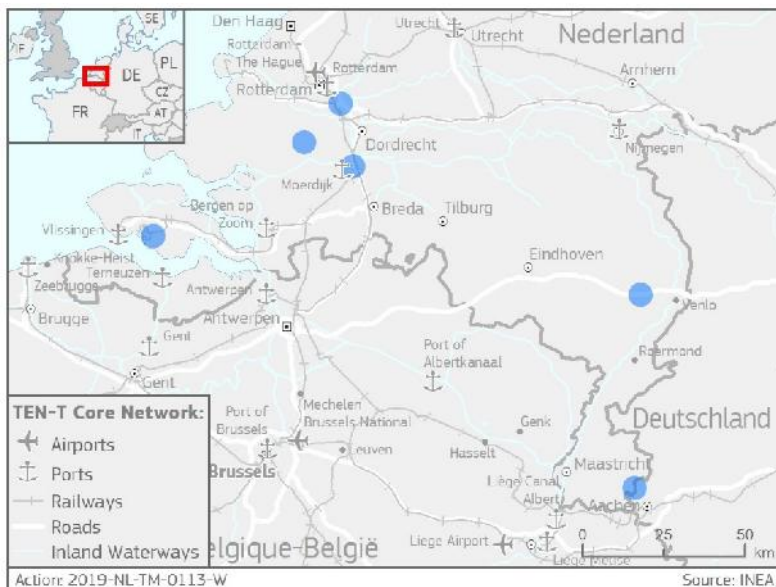 SE
IE
DE
PL
CZ
FR
AT
IT
Den Haag
Utrecht
Utrecht
Nederland
Rotterdam
The Hague
Rotterdam
Rotterdam
Arnhem
Dordrecht
Nijmegen
Moerdijk
Vlissingen
Bergen op
Zoom
Breda
Tilburg
Knokke-Heist
Terneuzen
Zeebrugge
Eindhoven
Antwerpen
Venlo
Brugge
Antwerpen
Gent
Port of
Albertkanaal
Roermond
Gent
Deutschland
TEN-T Core Network:
Airports
Ports
Railways
Roads
Inland Waterways
Mechelen
Port of
Brussels
Brussels National
Genk
Brussels
Leuven
Hasselt
Maastricht
Liège Canal
Albert
Aachen
elgique-België
Liege Airport
Liège Meuse
0 25 50
km
Action: 2019-NL-TM-0113-W
Source: INEA